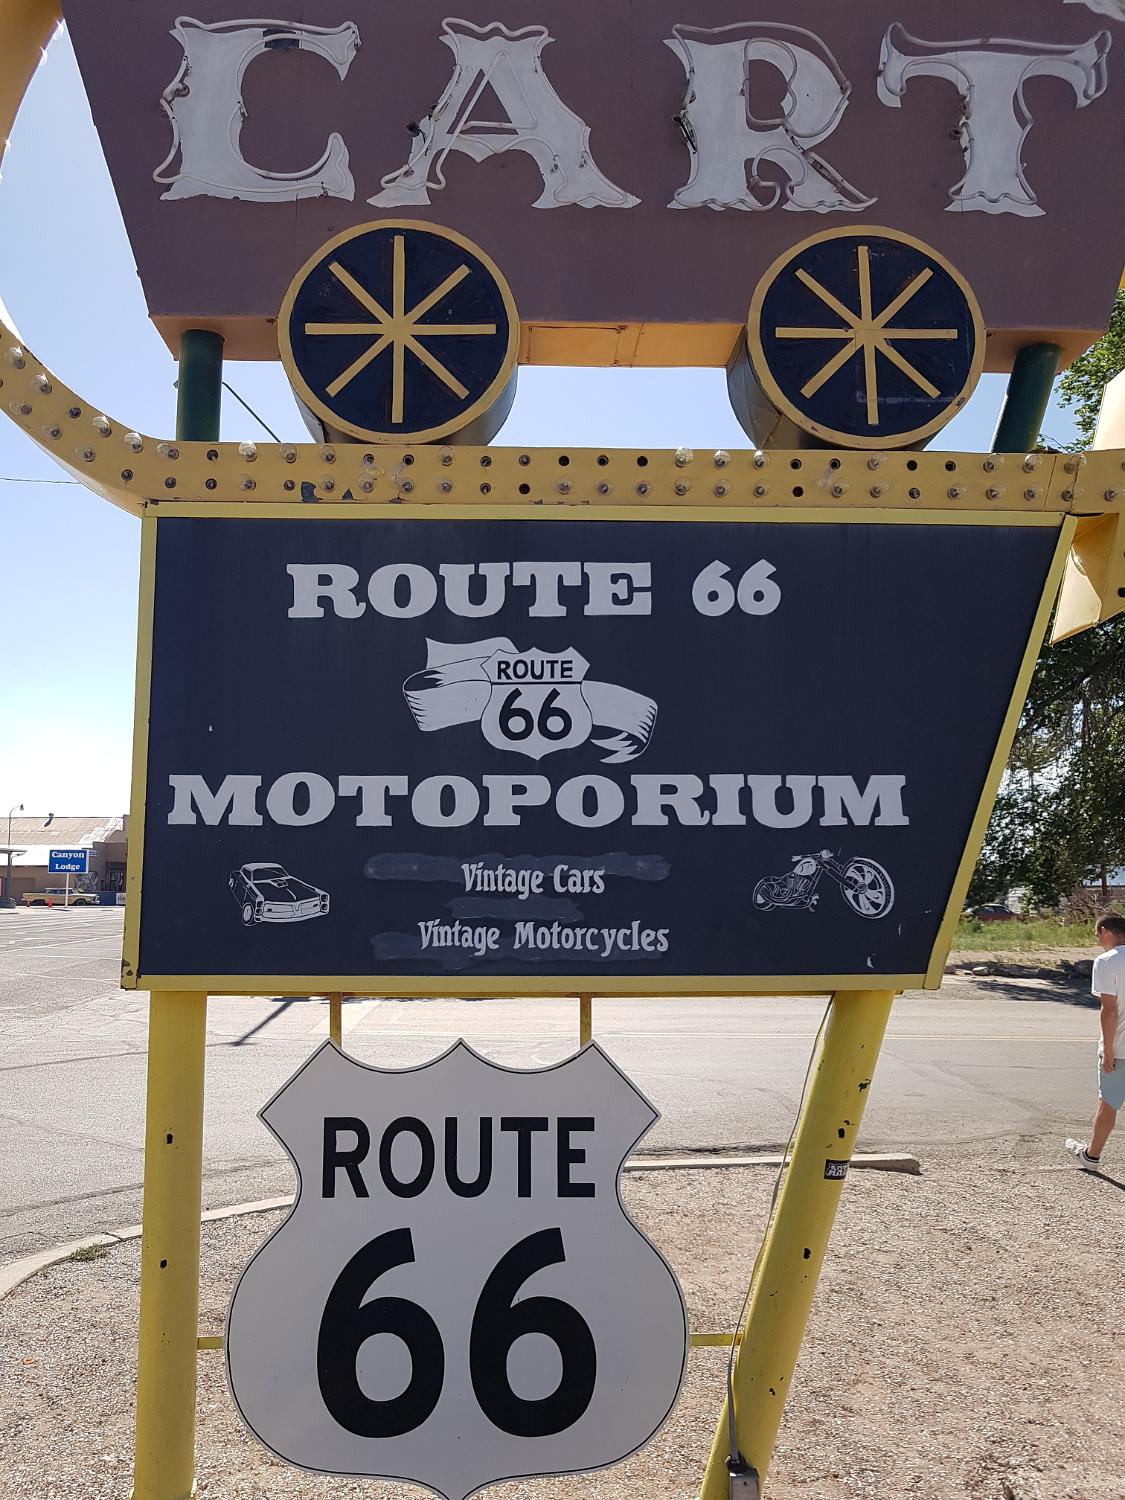 CART
ROUTE 66
ROUTE
66
MOTOPORIUM
Vintage Cars
Vintage Motorcycles
Canyon
Lodge
ROUTE
66